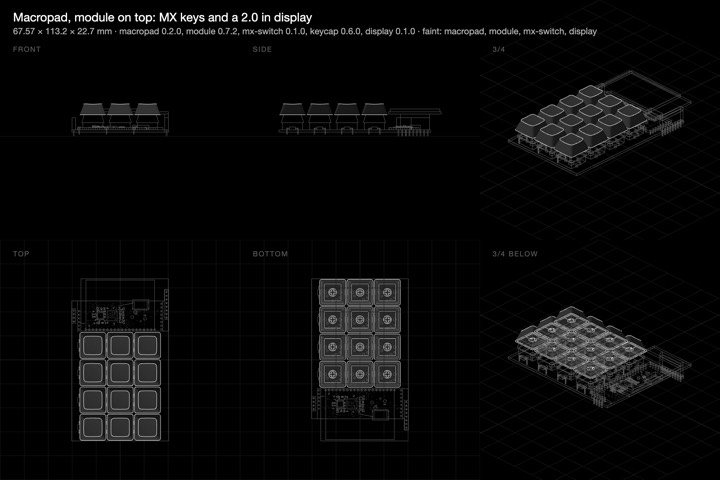 Macropad, module on top: MX keys and a 2.0 in display
67.57 × 113.2 × 22.7 mm · macropad 0.2.0, module 0.7.2, mx-switch 0.1.0, keycap 0.6.0, display 0.1.0 · faint: macropad, module, mx-switch, display
FRONT
SIDE
3/4
TOP
BOTTOM
3/4 BELOW